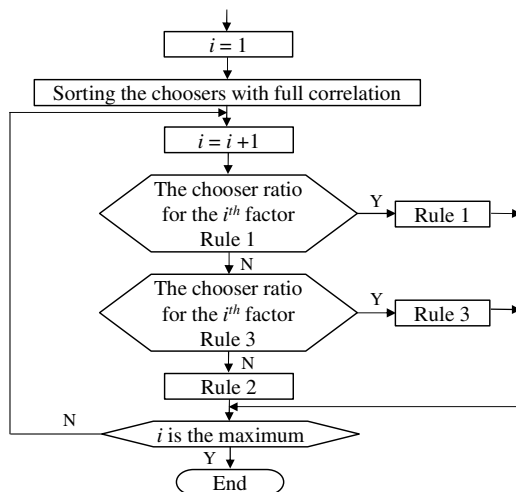 i = 1
Sorting the choosers with full correlation
i = i +1
The chooser ratio
for the ith factor
Rule 1
Y
Rule 1
N
The chooser ratio
for the ith factor
Rule 3
Y
Rule 3
N
Rule 2
N
i is the maximum
Y
End